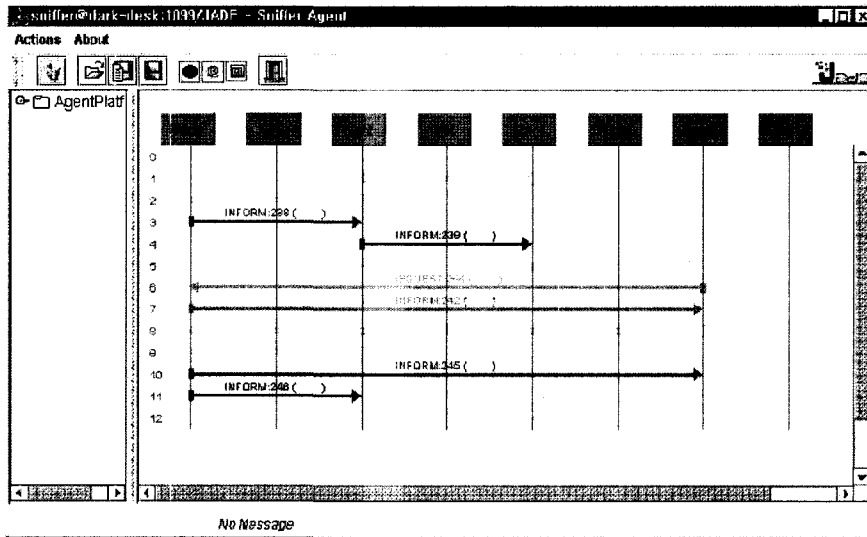 sniffer@dark-desk:1099/JADE - Sniffer Agent
Actions About
AgentPlatf
0
1
2
INFORM:238 ( )
3
INFORM:239 ( )
4
5
6
INFORM:242 ( )
7
8
9
INFORM:345 ( )
10
INFORM:246 ( )
11
12
No Message